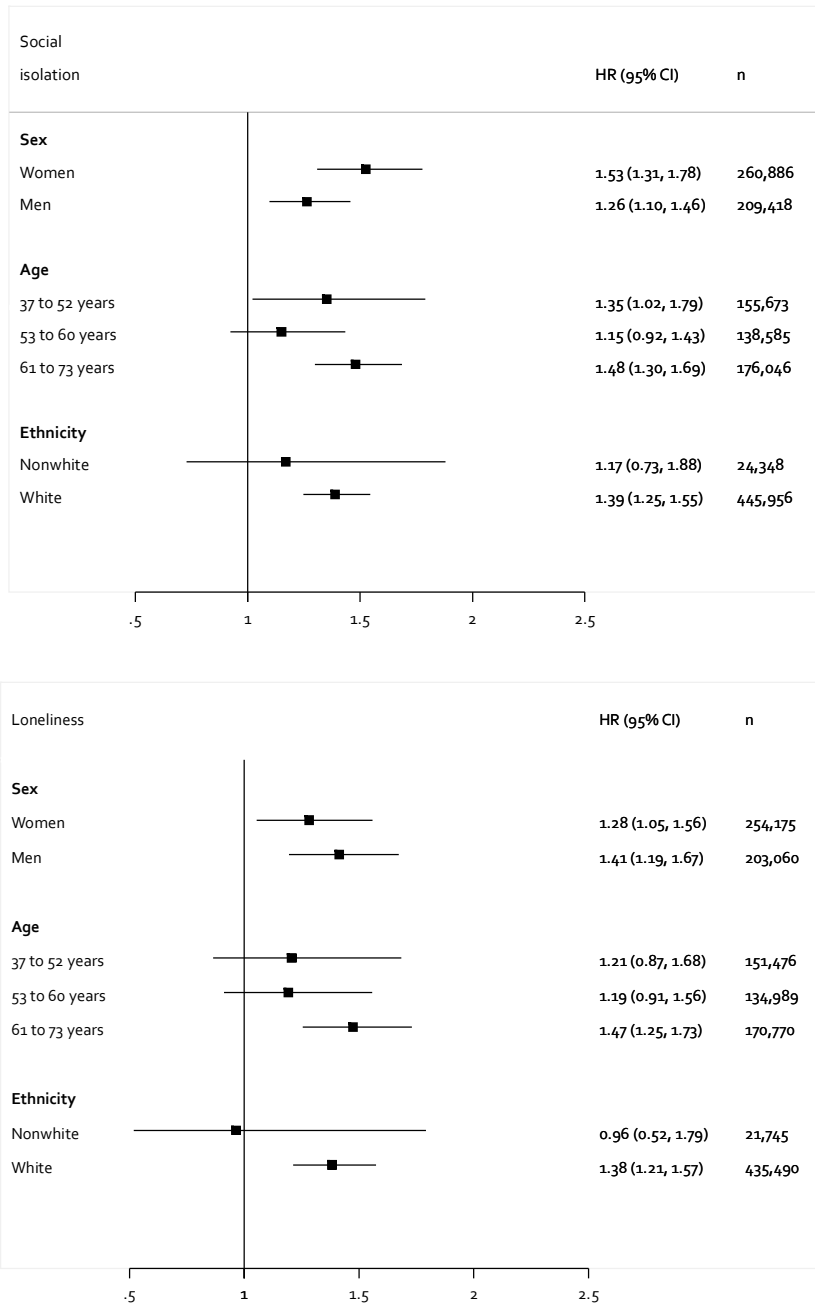 Social
isolation HR (95% CI) n
Sex
Women 1.53 (1.31, 1.78) 260,886
Men 1.26 (1.10, 1.46) 209,418
Age
37 to 52 years 1.35 (1.02, 1.79) 155,673
53 to 60 years 1.15 (0.92, 1.43) 138,585
61 to 73 years 1.48 (1.30, 1.69) 176,046
Ethnicity
Nonwhite 1.17 (0.73, 1.88) 24,348
White 1.39 (1.25, 1.55) 445,956
.5 1 1.5 2 2.5
Loneliness HR (95% CI) n
Sex
Women 1.28 (1.05, 1.56) 254,175
Men 1.41 (1.19, 1.67) 203,060
Age
37 to 52 years 1.21 (0.87, 1.68) 151,476
53 to 60 years 1.19 (0.91, 1.56) 134,989
61 to 73 years 1.47 (1.25, 1.73) 170,770
Ethnicity
Nonwhite 0.96 (0.52, 1.79) 21,745
White 1.38 (1.21, 1.57) 435,490
.5 1 1.5 2 2.5